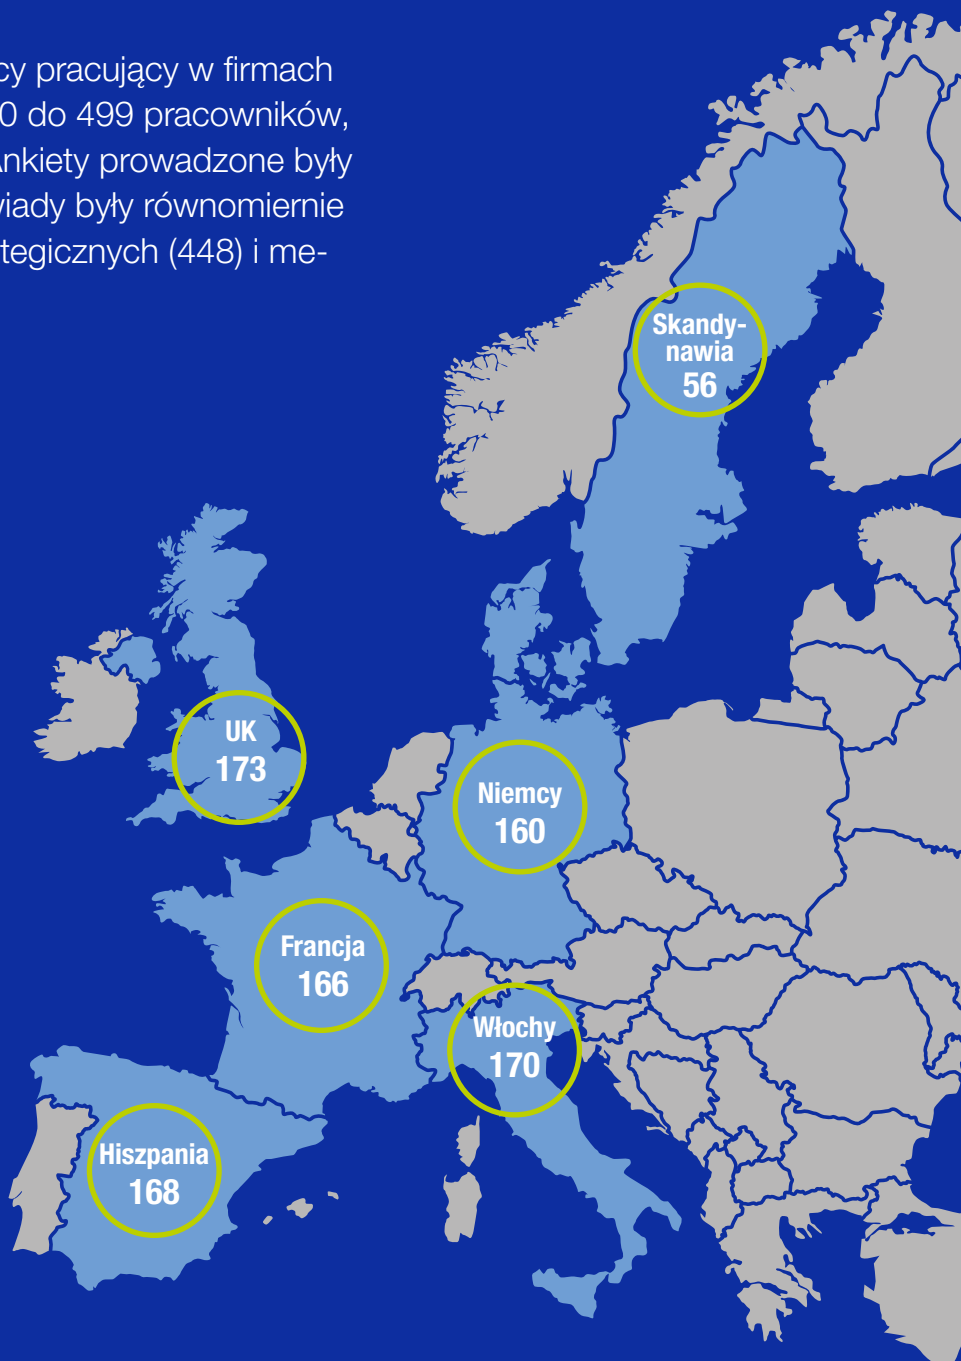 cy pracujący w firmach
0 do 499 pracowników,
Ankiety prowadzone były
wiady były równomiernie
tegicznych (448) i me-
Skandy-
nawia
56
UK
173
Niemcy
160
Francja
166
Włochy
170
Hiszpania
168